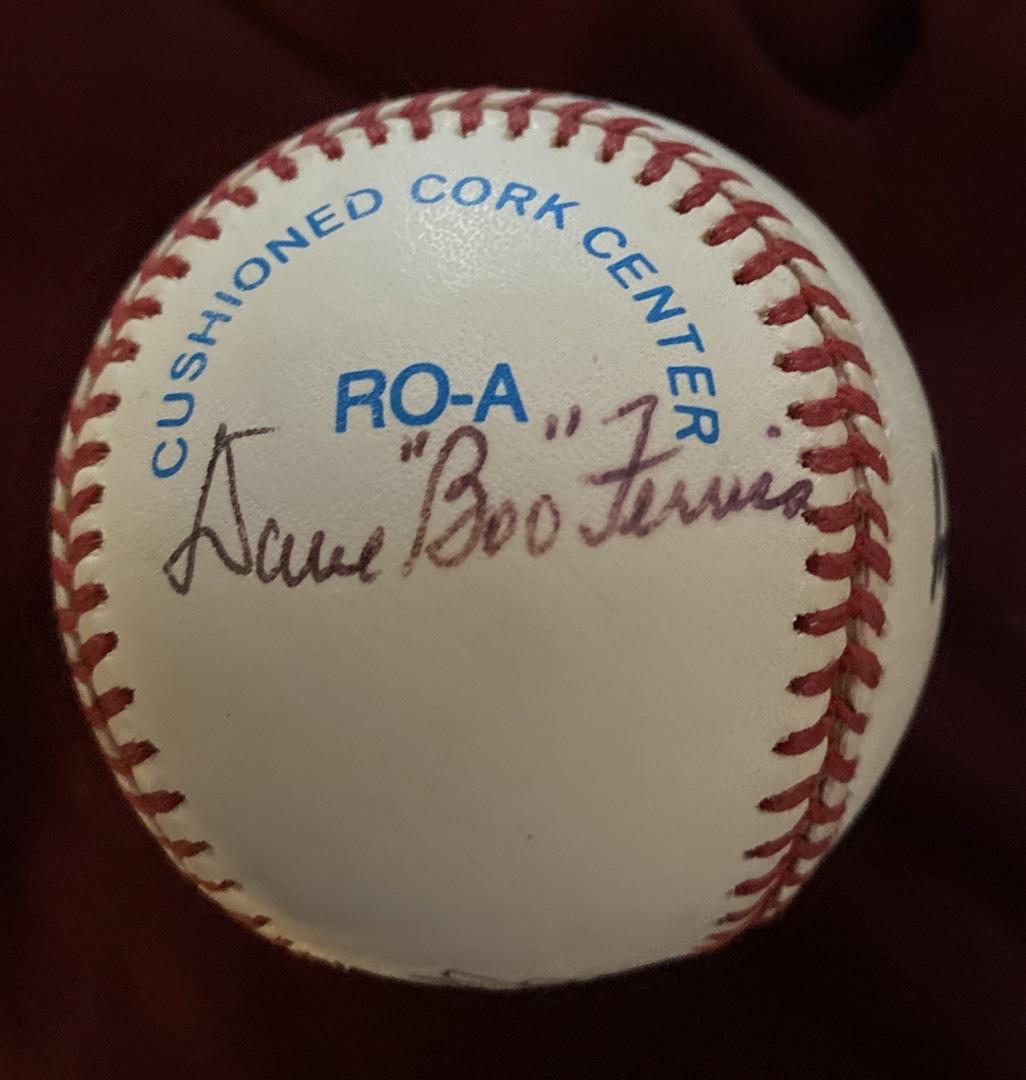 CUSHIONED CORK CENTER
RO-A
Dave "Boo" Ferriss